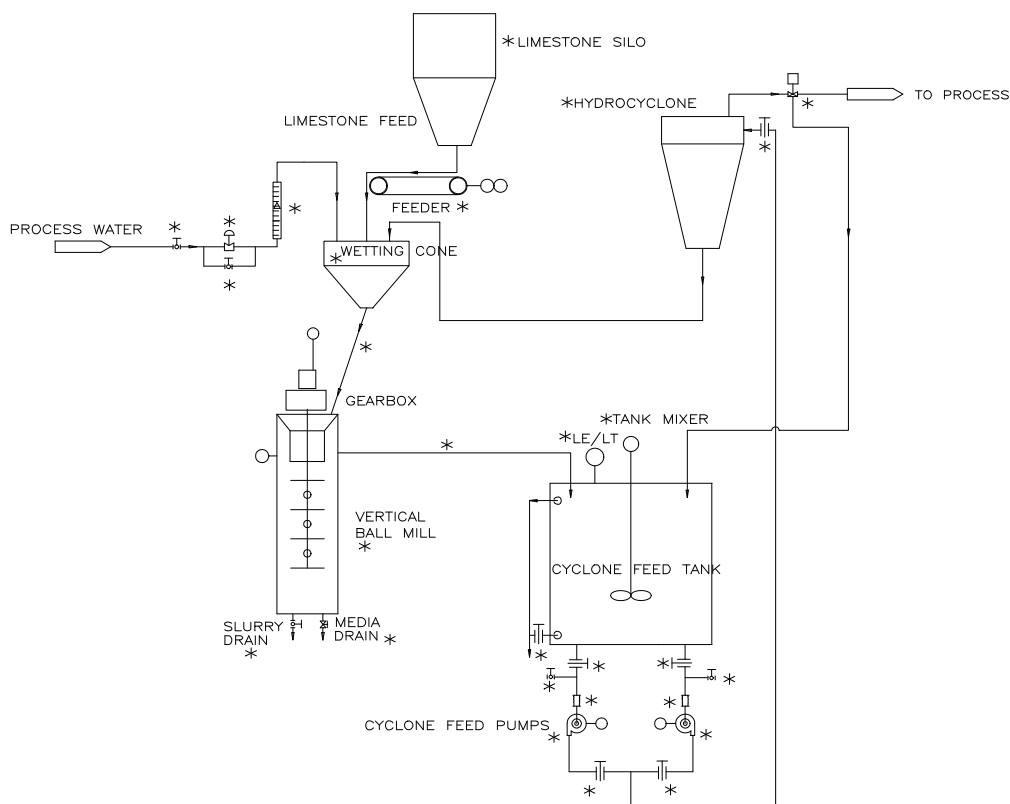 * LIMESTONE SILO
TO PROCESS
*
*HYDROCYCLONE
LIMESTONE FEED
*
*
FEEDER *
*
*
PROCESS WATER
WETTING CONE
*
*
*
GEARBOX
*TANK MIXER
*LE/LT
*
VERTICAL
BALL MILL
*
CYCLONE FEED TANK
SLURRY
DRAIN
*
MEDIA
DRAIN *
*
*
*
*
*
*
*
CYCLONE FEED PUMPS
*
*
*
*